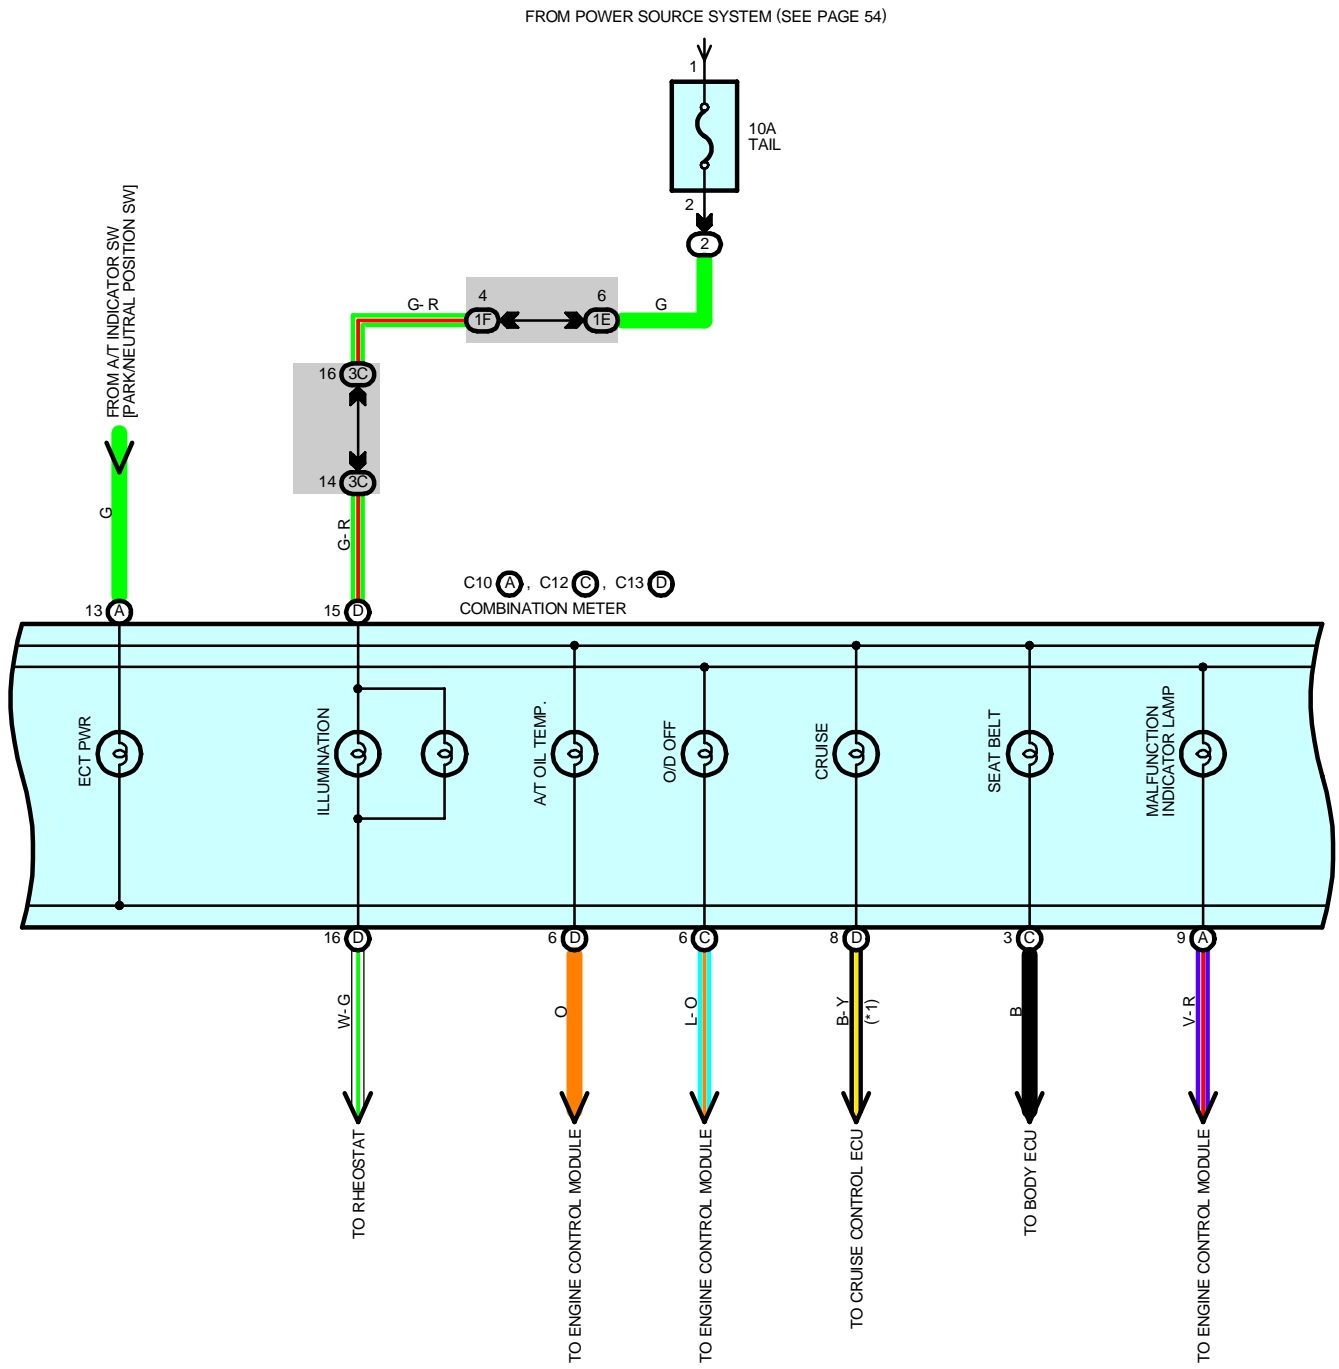 FROM POWER SOURCE SYSTEM (SEE PAGE 54)
1
10A
TAIL
2
2
FROM A/T INDICATOR SW
[PARK/NEUTRAL POSITION SW]
4
6
G- R
G
1F
1E
16
3C
14
3C
G
G- R
C10 A , C12 C , C13 D
COMBINATION METER
13
A
15
D
ECT PWR
ILLUMINATION
A/T OIL TEMP.
O/D OFF
CRUISE
SEAT BELT
MALFUNCTION
INDICATOR LAMP
16
D
6
D
6
C
8
D
3
C
9
A
W- G
O
L- O
B- Y
(*1)
B
V- R
TO RHEOSTAT
TO ENGINE CONTROL MODULE
TO ENGINE CONTROL MODULE
TO CRUISE CONTROL ECU
TO BODY ECU
TO ENGINE CONTROL MODULE